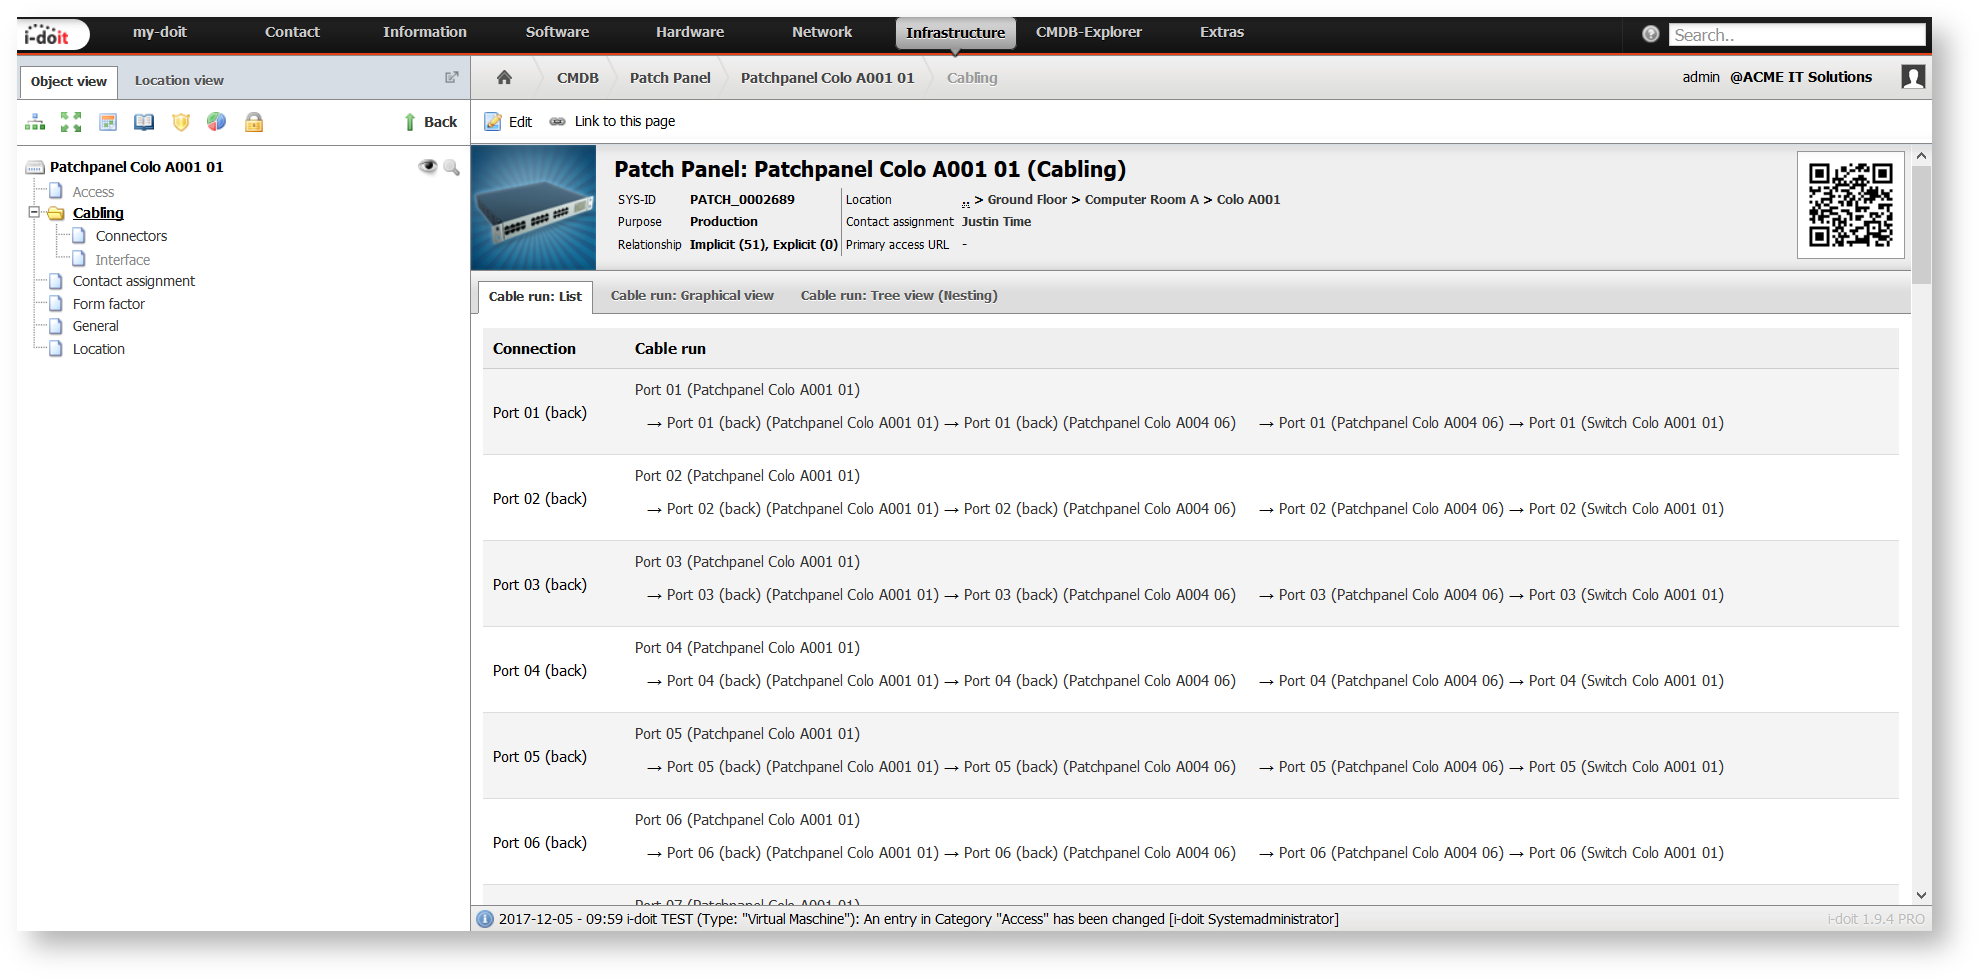 i-doit my-doit Contact Information Software Hardware Network Infrastructure CMDB-Explorer Extras Search..
Object view Location view
CMDB Patch Panel Patchpanel Colo A001 01 Cabling admin @ACME IT Solutions
Back
Edit Link to this page
Patchpanel Colo A001 01
Access
Cabling
Connectors
Interface
Contact assignment
Form factor
General
Location
Patch Panel: Patchpanel Colo A001 01 (Cabling)
SYS-ID PATCH_0002689 Location .. > Ground Floor > Computer Room A > Colo A001
Purpose Production Contact assignment Justin Time
Relationship Implicit (51), Explicit (0) Primary access URL -
Cable run: List Cable run: Graphical view Cable run: Tree view (Nesting)
Connection Cable run
Port 01 (Patchpanel Colo A001 01)
Port 01 (back)
→ Port 01 (back) (Patchpanel Colo A001 01) → Port 01 (back) (Patchpanel Colo A004 06) → Port 01 (Patchpanel Colo A004 06) → Port 01 (Switch Colo A001 01)
Port 02 (Patchpanel Colo A001 01)
Port 02 (back)
→ Port 02 (back) (Patchpanel Colo A001 01) → Port 02 (back) (Patchpanel Colo A004 06) → Port 02 (Patchpanel Colo A004 06) → Port 02 (Switch Colo A001 01)
Port 03 (Patchpanel Colo A001 01)
Port 03 (back)
→ Port 03 (back) (Patchpanel Colo A001 01) → Port 03 (back) (Patchpanel Colo A004 06) → Port 03 (Patchpanel Colo A004 06) → Port 03 (Switch Colo A001 01)
Port 04 (Patchpanel Colo A001 01)
Port 04 (back)
→ Port 04 (back) (Patchpanel Colo A001 01) → Port 04 (back) (Patchpanel Colo A004 06) → Port 04 (Patchpanel Colo A004 06) → Port 04 (Switch Colo A001 01)
Port 05 (Patchpanel Colo A001 01)
Port 05 (back)
→ Port 05 (back) (Patchpanel Colo A001 01) → Port 05 (back) (Patchpanel Colo A004 06) → Port 05 (Patchpanel Colo A004 06) → Port 05 (Switch Colo A001 01)
Port 06 (Patchpanel Colo A001 01)
Port 06 (back)
→ Port 06 (back) (Patchpanel Colo A001 01) → Port 06 (back) (Patchpanel Colo A004 06) → Port 06 (Patchpanel Colo A004 06) → Port 06 (Switch Colo A001 01)
Port 07 (Patchpanel Colo A001 01)
2017-12-05 - 09:59 i-doit TEST (Type: "Virtual Maschine"): An entry in Category "Access" has been changed [i-doit Systemadministrator] i-doit 1.9.4 PRO